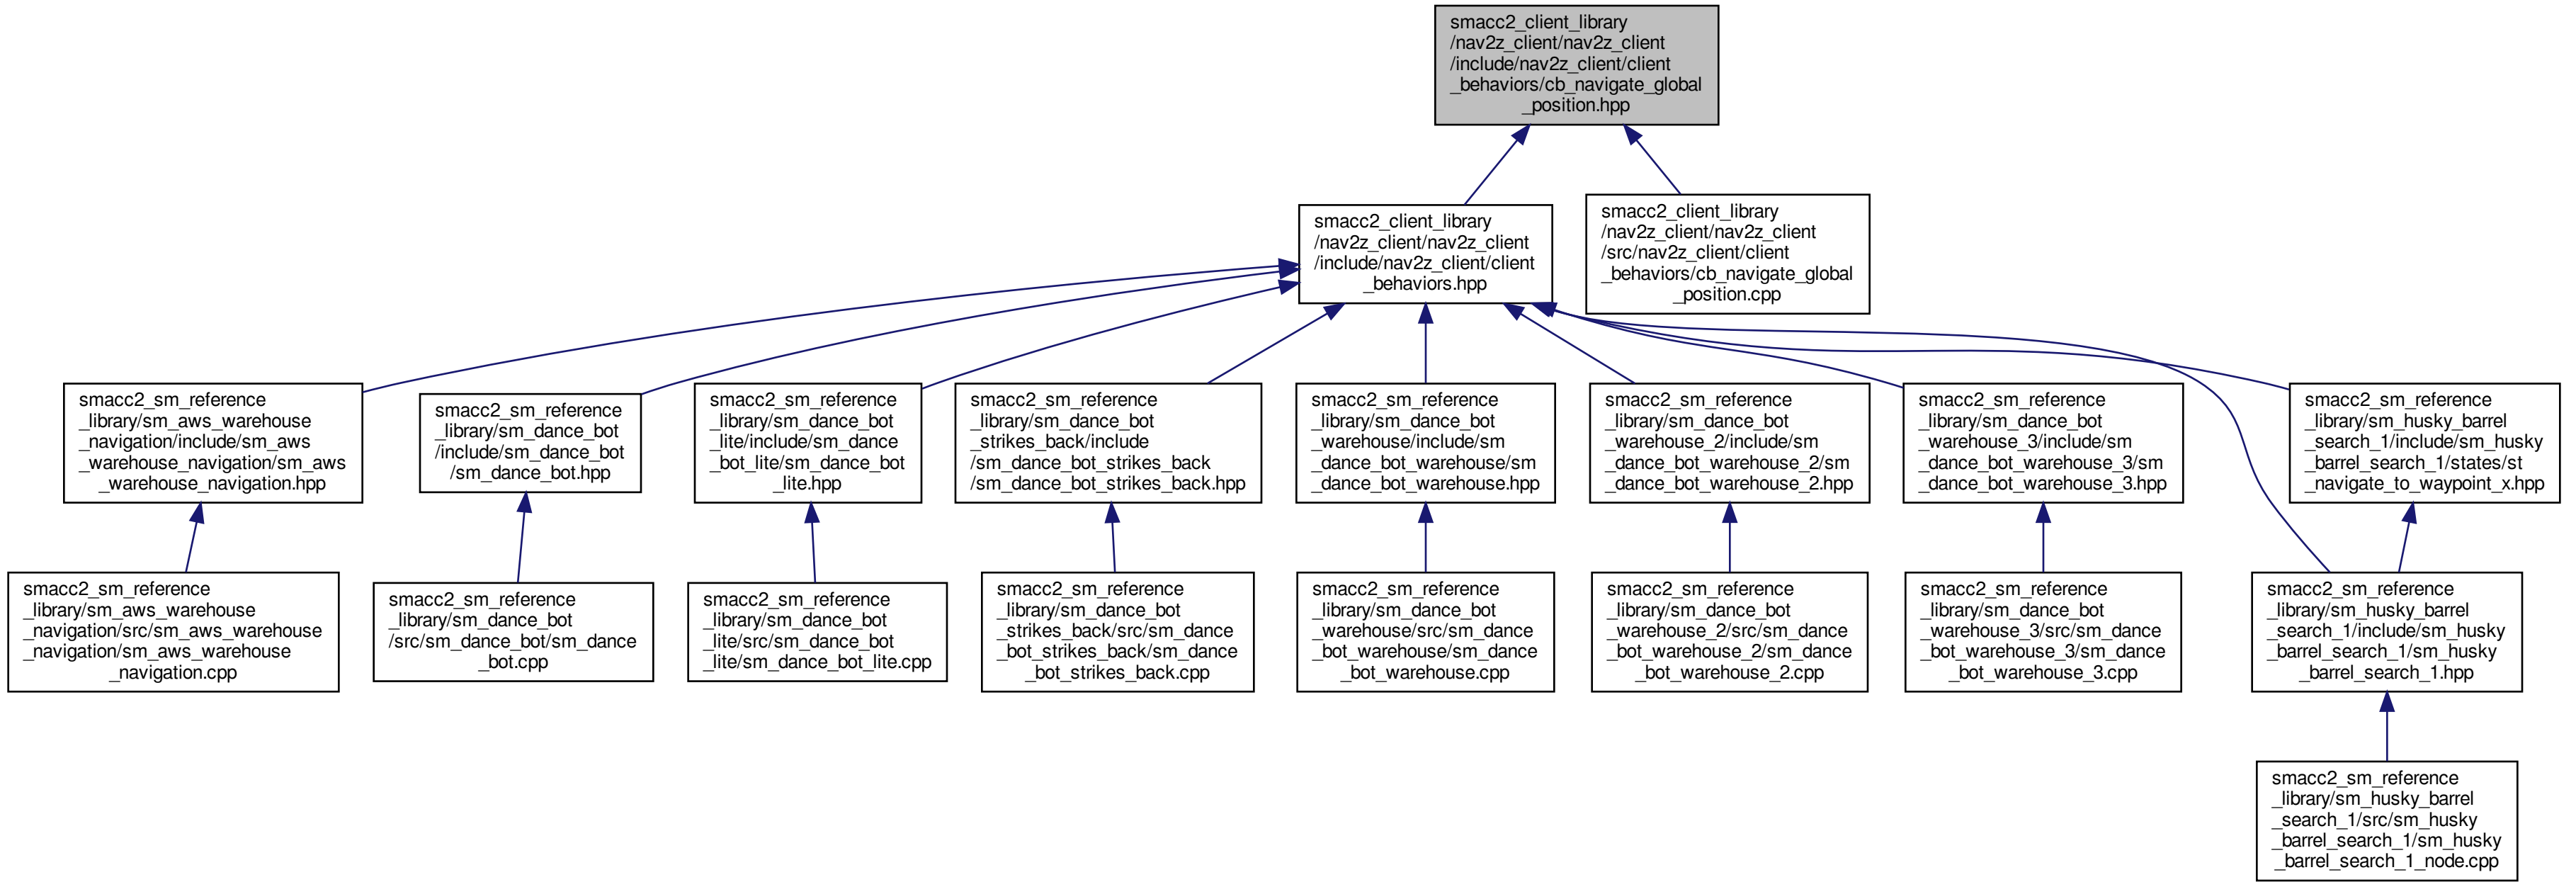 smacc2_client_library
/nav2z_client/nav2z_client
/include/nav2z_client/client
_behaviors/cb_navigate_global
_position.hpp
smacc2_client_library
/nav2z_client/nav2z_client
/include/nav2z_client/client
_behaviors.hpp
smacc2_client_library
/nav2z_client/nav2z_client
/src/nav2z_client/client
_behaviors/cb_navigate_global
_position.cpp
smacc2_sm_reference
_library/sm_aws_warehouse
_navigation/include/sm_aws
_warehouse_navigation/sm_aws
_warehouse_navigation.hpp
smacc2_sm_reference
_library/sm_dance_bot
/include/sm_dance_bot
/sm_dance_bot.hpp
smacc2_sm_reference
_library/sm_dance_bot
_lite/include/sm_dance
_bot_lite/sm_dance_bot
_lite.hpp
smacc2_sm_reference
_library/sm_dance_bot
_strikes_back/include
/sm_dance_bot_strikes_back
/sm_dance_bot_strikes_back.hpp
smacc2_sm_reference
_library/sm_dance_bot
_warehouse/include/sm
_dance_bot_warehouse/sm
_dance_bot_warehouse.hpp
smacc2_sm_reference
_library/sm_dance_bot
_warehouse_2/include/sm
_dance_bot_warehouse_2/sm
_dance_bot_warehouse_2.hpp
smacc2_sm_reference
_library/sm_dance_bot
_warehouse_3/include/sm
_dance_bot_warehouse_3/sm
_dance_bot_warehouse_3.hpp
smacc2_sm_reference
_library/sm_husky_barrel
_search_1/include/sm_husky
_barrel_search_1/states/st
_navigate_to_waypoint_x.hpp
smacc2_sm_reference
_library/sm_aws_warehouse
_navigation/src/sm_aws_warehouse
_navigation/sm_aws_warehouse
_navigation.cpp
smacc2_sm_reference
_library/sm_dance_bot
/src/sm_dance_bot/sm_dance
_bot.cpp
smacc2_sm_reference
_library/sm_dance_bot
_lite/src/sm_dance_bot
_lite/sm_dance_bot_lite.cpp
smacc2_sm_reference
_library/sm_dance_bot
_strikes_back/src/sm_dance
_bot_strikes_back/sm_dance
_bot_strikes_back.cpp
smacc2_sm_reference
_library/sm_dance_bot
_warehouse/src/sm_dance
_bot_warehouse/sm_dance
_bot_warehouse.cpp
smacc2_sm_reference
_library/sm_dance_bot
_warehouse_2/src/sm_dance
_bot_warehouse_2/sm_dance
_bot_warehouse_2.cpp
smacc2_sm_reference
_library/sm_dance_bot
_warehouse_3/src/sm_dance
_bot_warehouse_3/sm_dance
_bot_warehouse_3.cpp
smacc2_sm_reference
_library/sm_husky_barrel
_search_1/include/sm_husky
_barrel_search_1/sm_husky
_barrel_search_1.hpp
smacc2_sm_reference
_library/sm_husky_barrel
_search_1/src/sm_husky
_barrel_search_1/sm_husky
_barrel_search_1_node.cpp